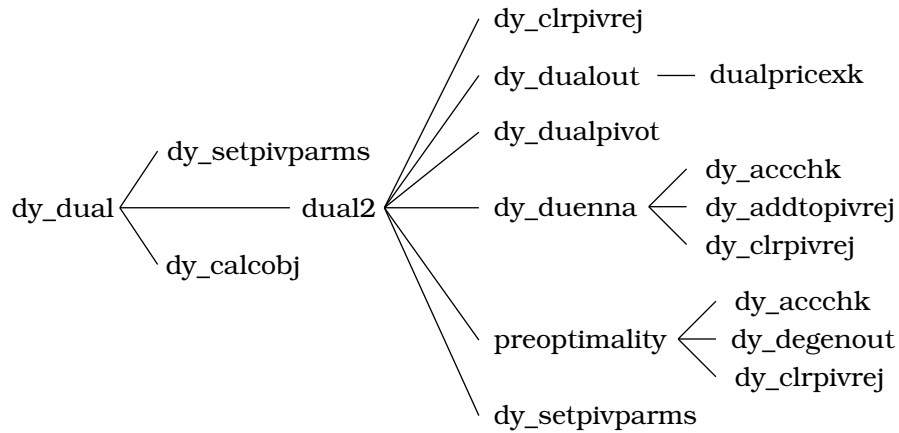 dy_clrpivrej
dy_dualout
dualpricexk
dy_dualpivot
dy_setpivparms
dy_accchk
dy_dual
dual2
dy_duenna
dy_addtopivrej
dy_clrpivrej
dy_calcobj
dy_accchk
preoptimality
dy_degenout
dy_clrpivrej
dy_setpivparms